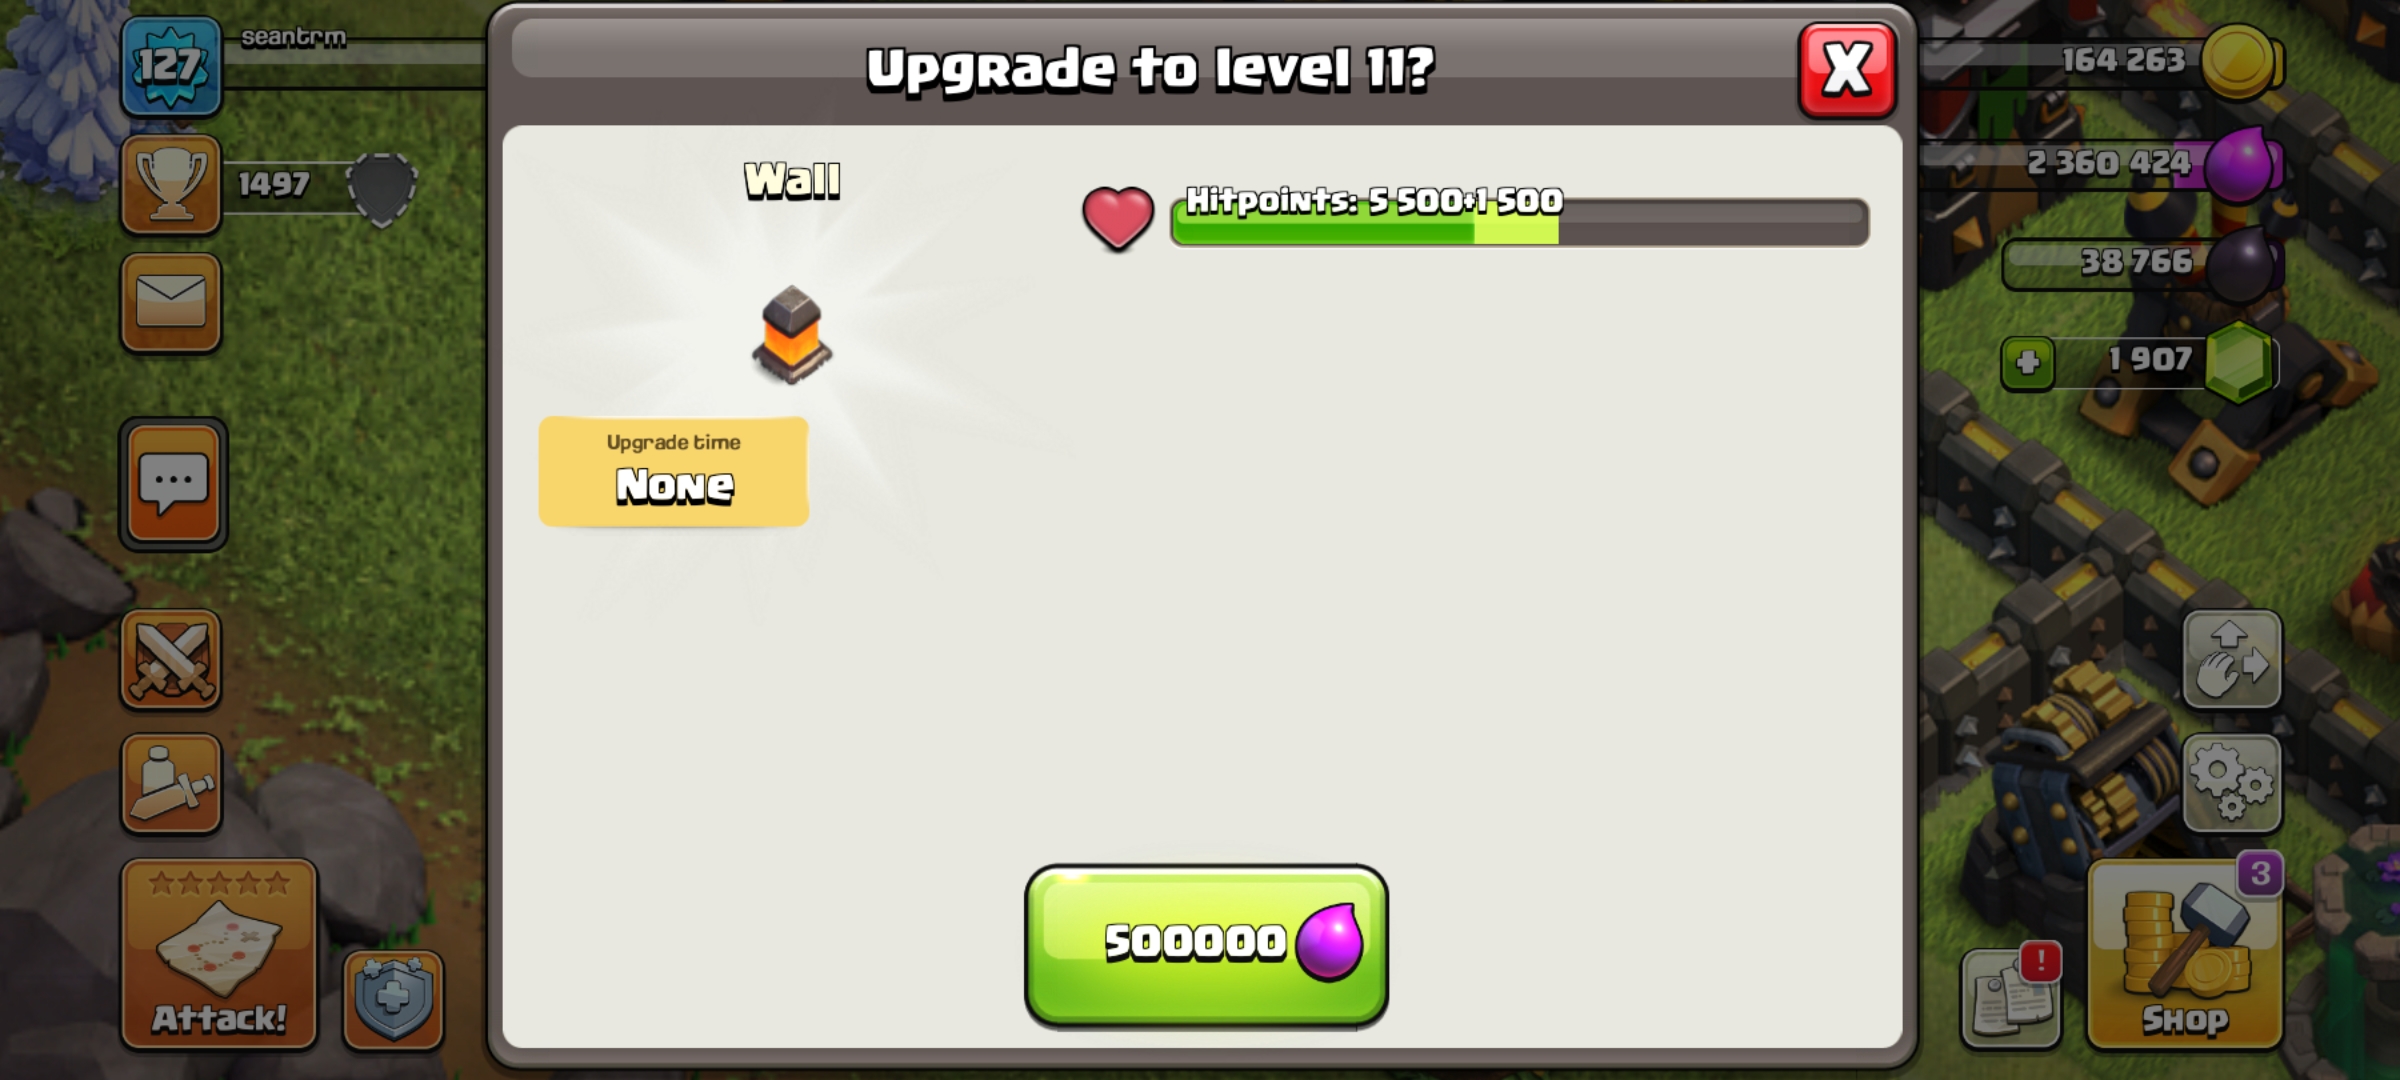 127
seantrm
1497
Upgrade to level 11?
X
164 263
2 360 424
38 766
1 907
Wall
Hitpoints: 5 500+1 500
Upgrade time
None
500000
Attack!
3
!
Shop